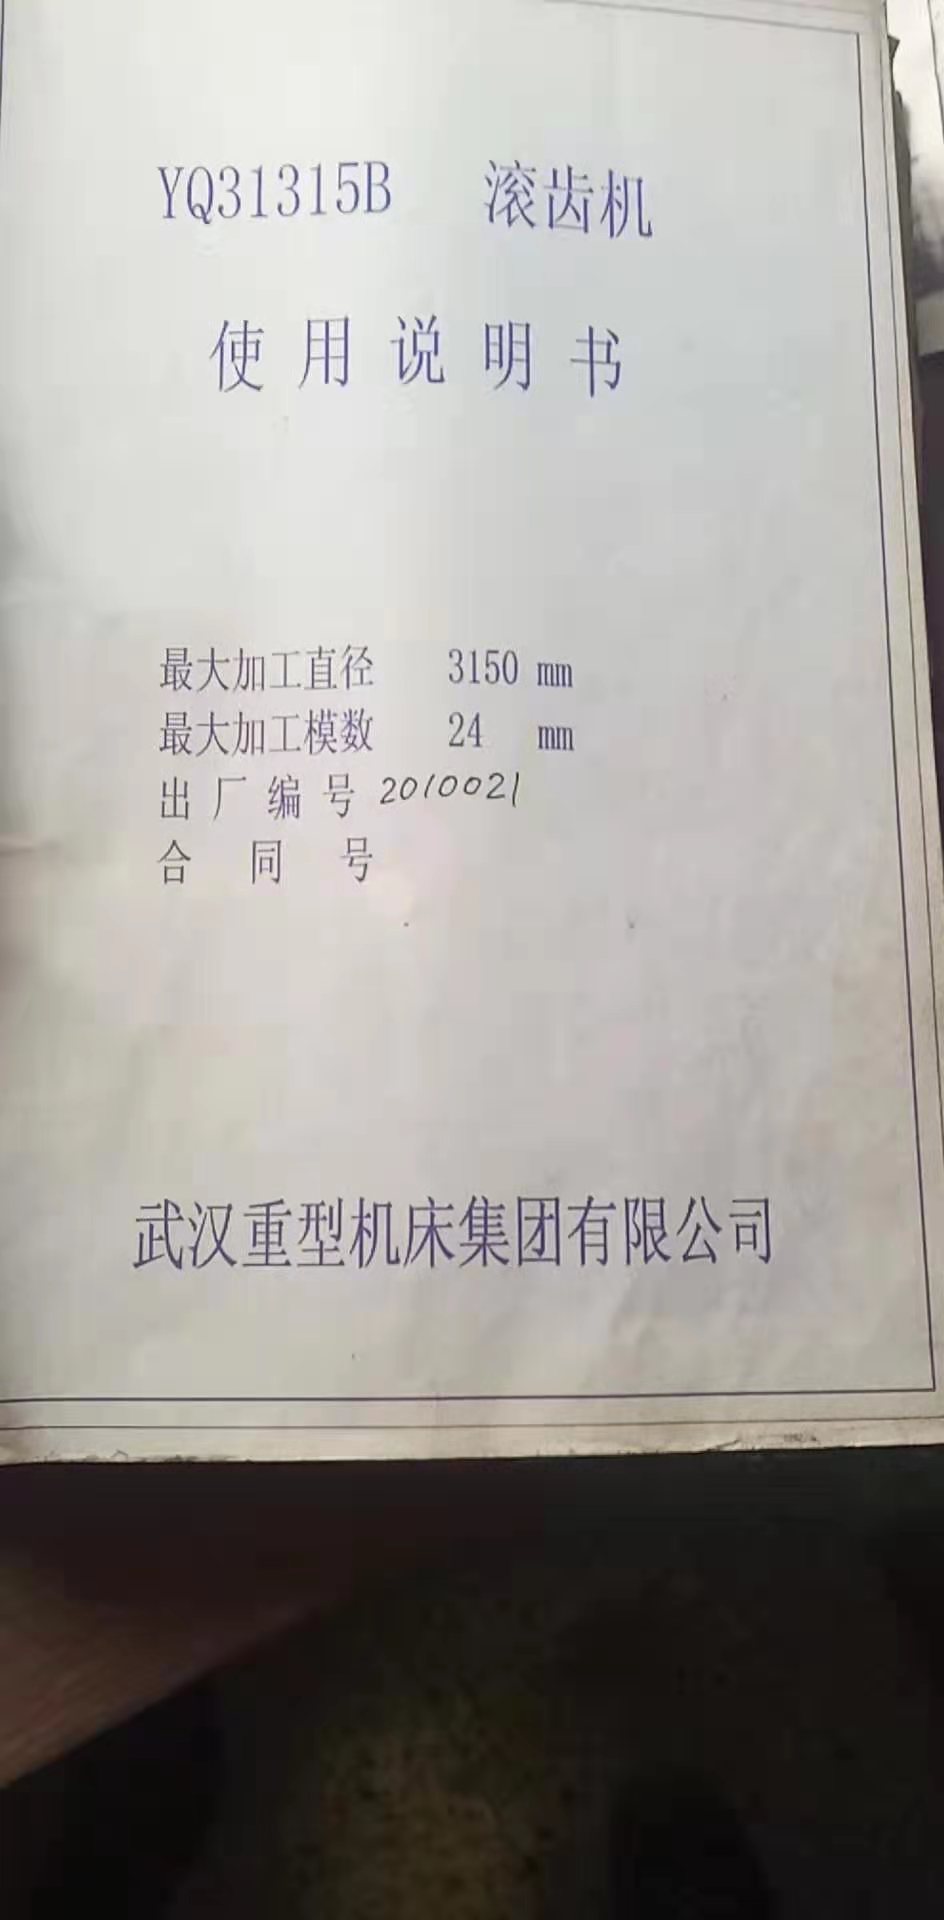 YQ31315B 滚齿机
使用说明书
最大加工直径 3150 mm
最大加工模数 24 mm
出厂编号 2010021
合同号
武汉重型机床集团有限公司